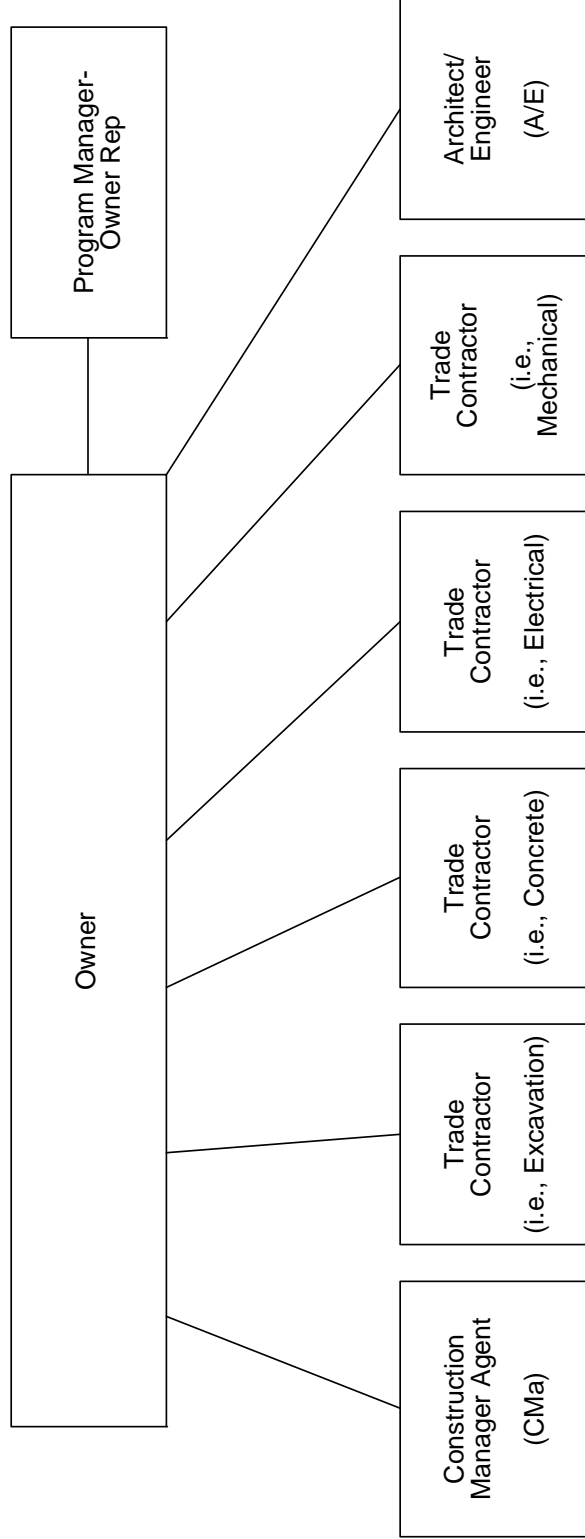 Owner
Program Manager-
Owner Rep
Construction
Manager Agent
(CMa)
Trade
Contractor
(i.e., Excavation)
Trade
Contractor
(i.e., Concrete)
Trade
Contractor
(i.e., Electrical)
Trade
Contractor
(i.e.,
Mechanical)
Architect/
Engineer
(A/E)